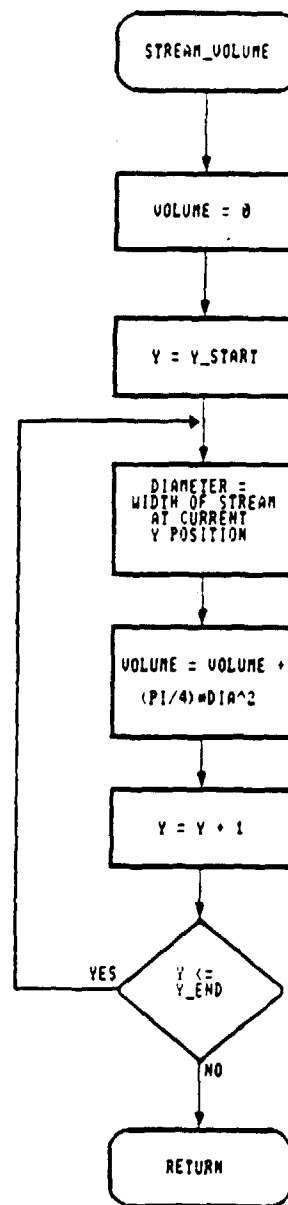 STREAM_VOLUME
VOLUME = 0
Y = Y_START
DIAMETER =
WIDTH OF STREAM
AT CURRENT
Y POSITION
VOLUME = VOLUME +
(PI/4)*DIA^2
Y = Y + 1
Y <=
Y_END
YES
NO
RETURN